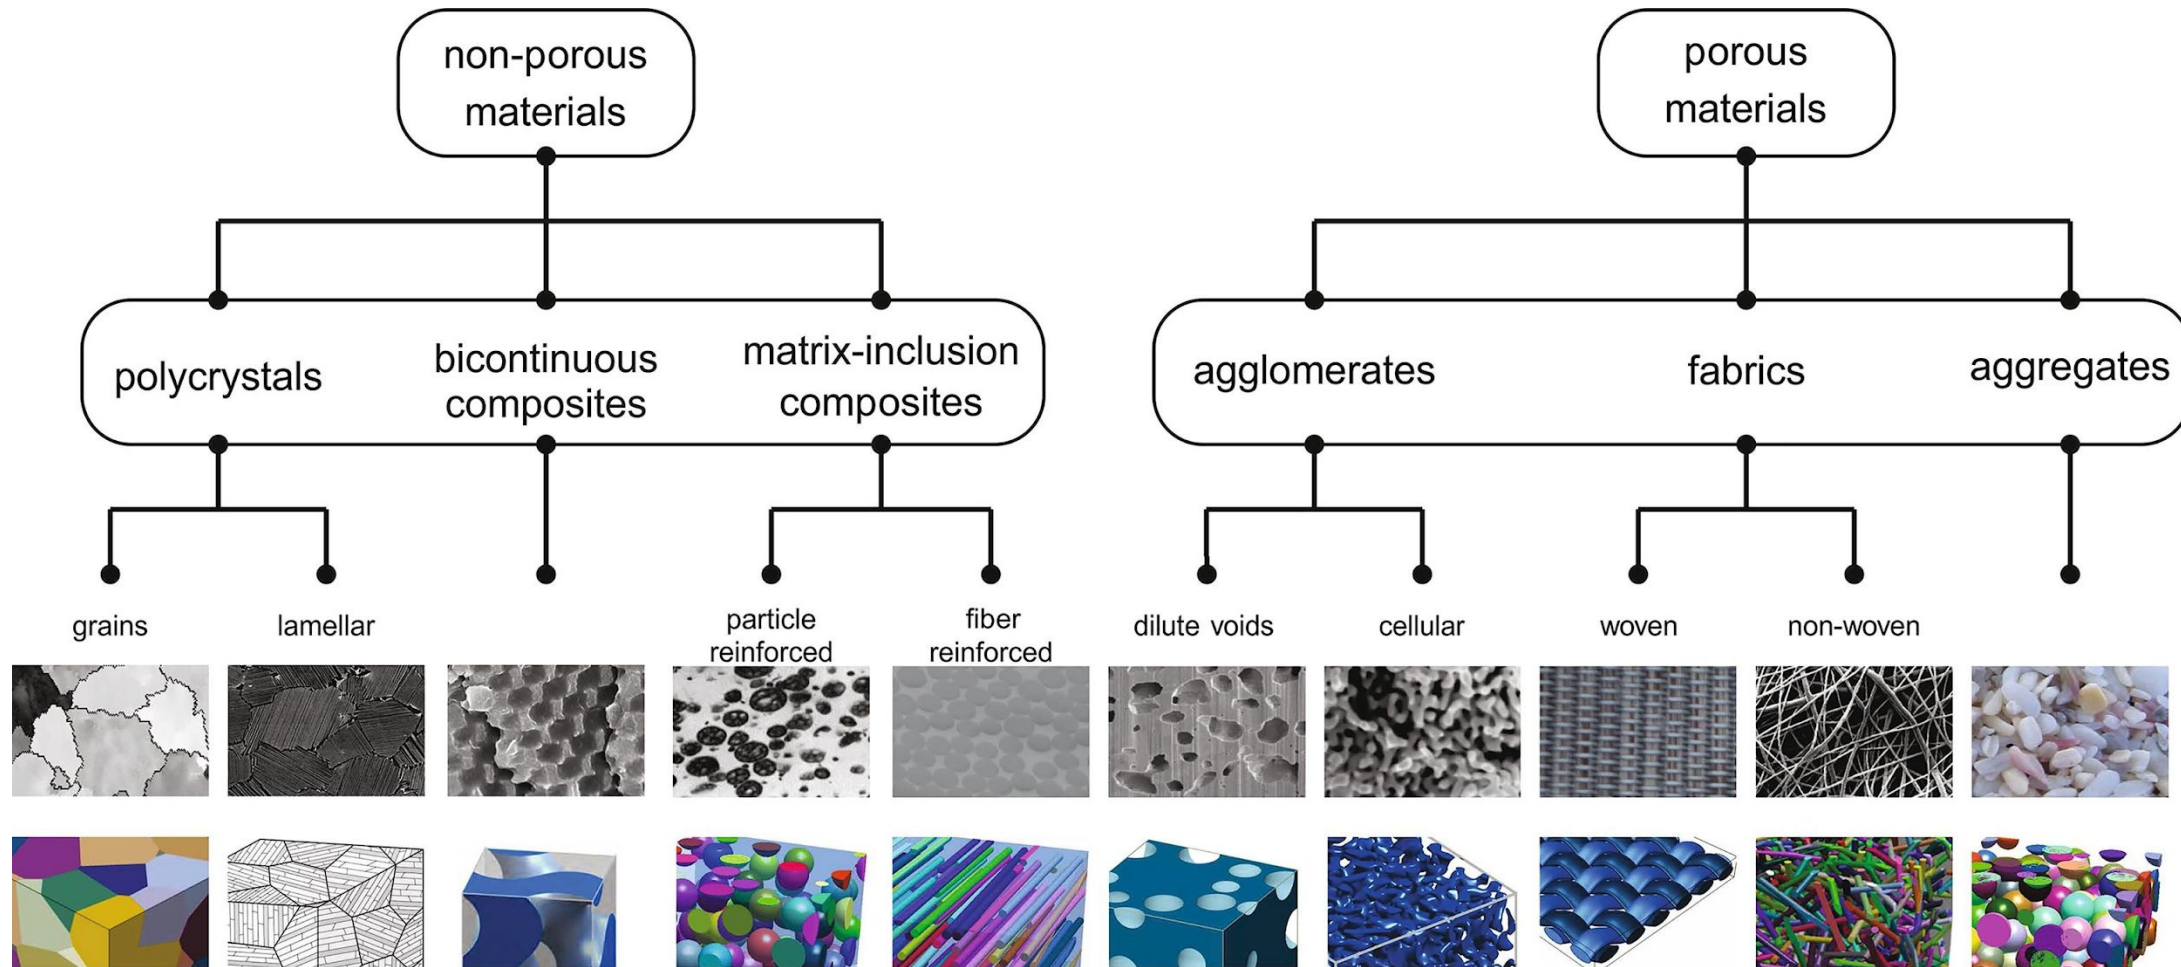 non-porous
materials
porous
materials
polycrystals
bicontinuous
composites
matrix-inclusion
composites
agglomerates
fabrics
aggregates
grains
lamellar
particle
reinforced
fiber
reinforced
dilute voids
cellular
woven
non-woven